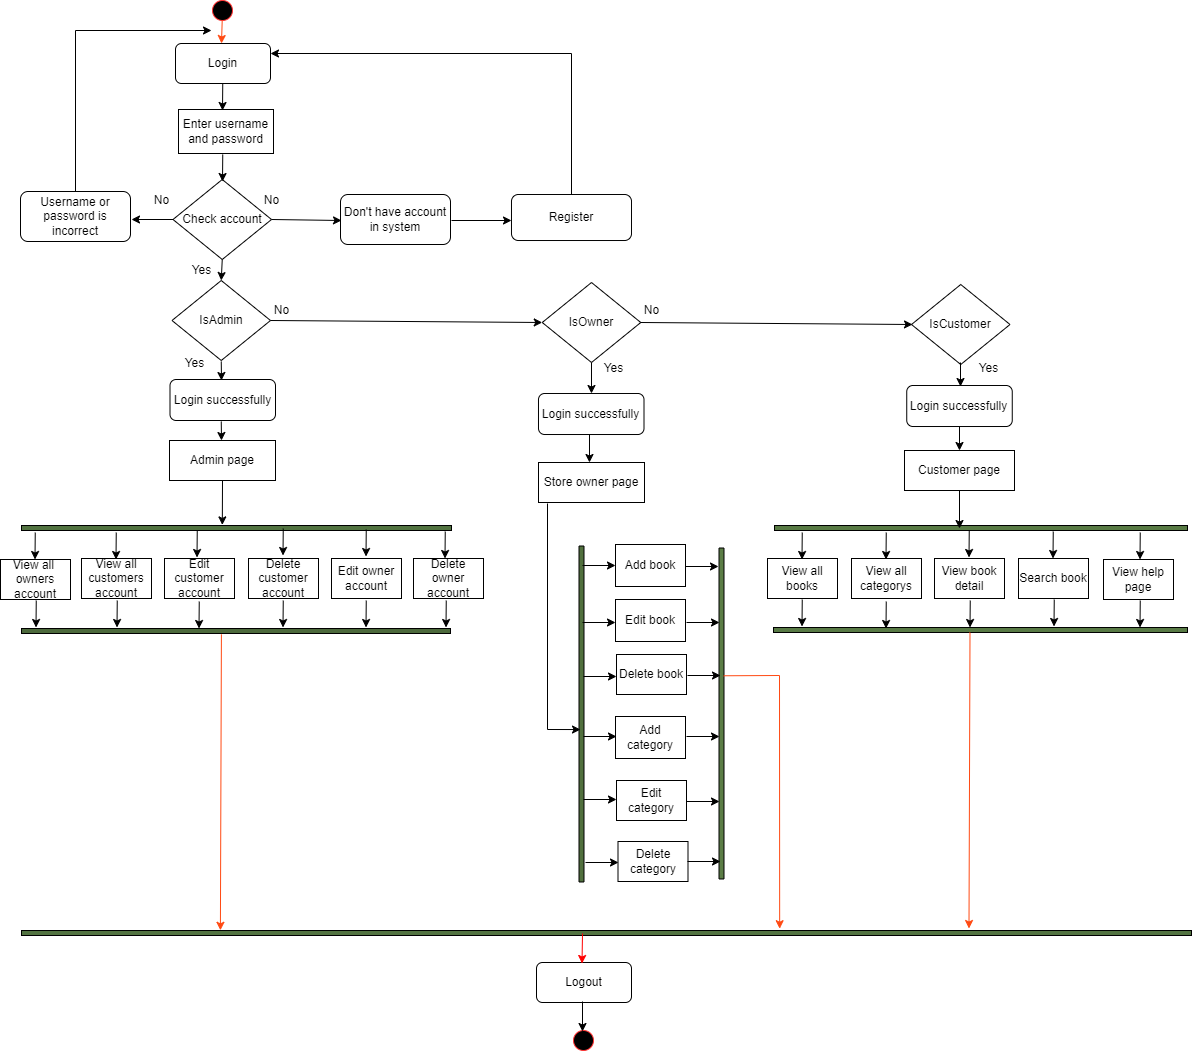 Login
Enter username
and password
No
No
Username or
password is
incorrect
Check account
Don't have account
in system
Register
Yes
IsAdmin
No
IsOwner
No
IsCustomer
Yes
Yes
Yes
Login successfully
Login successfully
Login successfully
Admin page
Store owner page
Customer page
View all
owners
account
View all
customers
account
Edit
customer
account
Delete
customer
account
Edit owner
account
Delete
owner
account
Add book
Edit book
Delete book
Add
category
Edit
category
Delete
category
View all
books
View all
categorys
View book
detail
Search book
View help
page
Logout